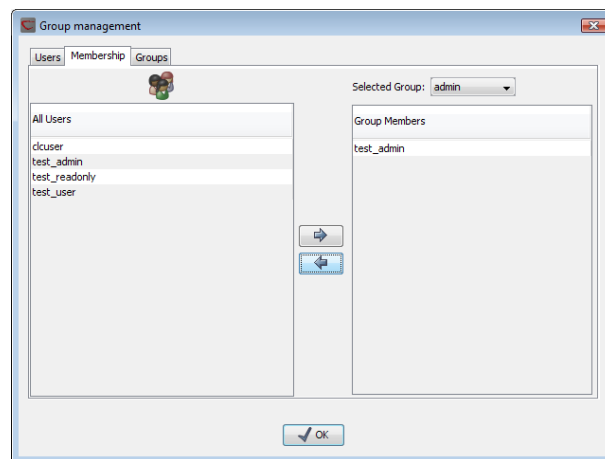 Group management
Users Membership Groups
Selected Group: admin
All Users
clcuser
test_admin
test_readonly
test_user
Group Members
test_admin
OK